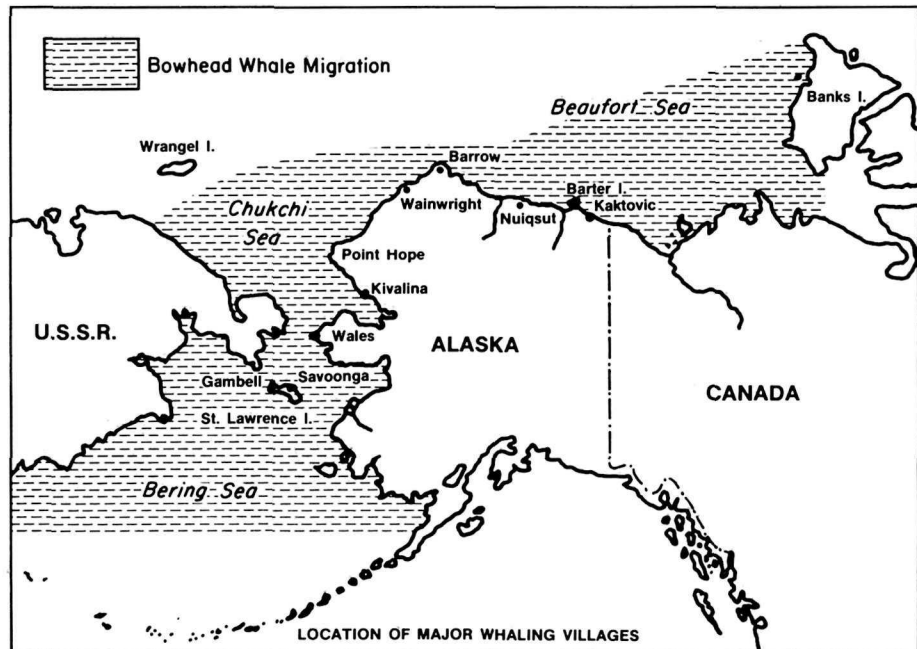 Bowhead Whale Migration
Beaufort Sea
Banks I.
Wrangel I.
Barrow
Wainwright
Barter I.
Kaktovic
Nuiqsut
Chukchi
Sea
Point Hope
Kivalina
U.S.S.R.
Wales
ALASKA
Gambell
Savoonga
CANADA
St. Lawrence I.
Bering Sea
LOCATION OF MAJOR WHALING VILLAGES